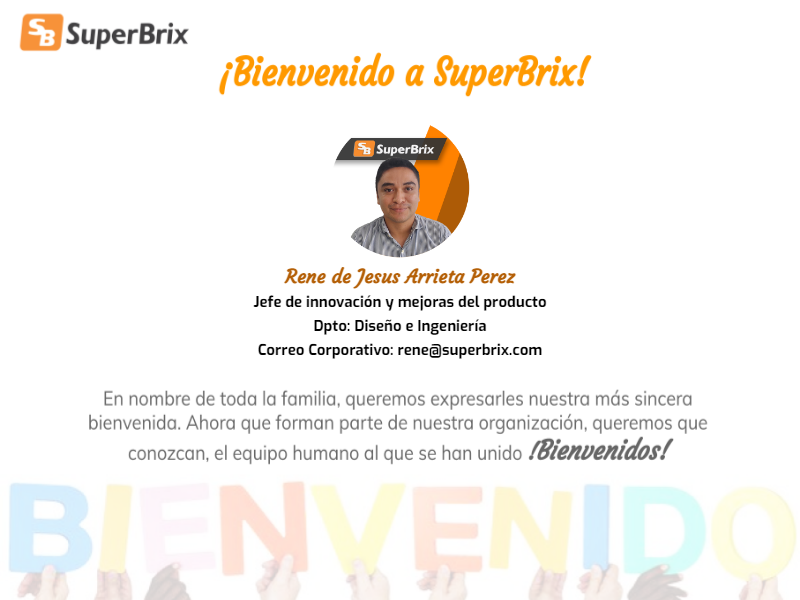 SB SuperBrix
¡Bienvenido a SuperBrix!
SB SuperBrix
Rene de Jesus Arrieta Perez
Jefe de innovación y mejoras del producto
Dpto: Diseño e Ingeniería
Correo Corporativo: rene@superbrix.com
En nombre de toda la familia, queremos expresarles nuestra más sincera
bienvenida. Ahora que forman parte de nuestra organización, queremos que
conozcan, el equipo humano al que se han unido !Bienvenidos!
BIENVENIDO